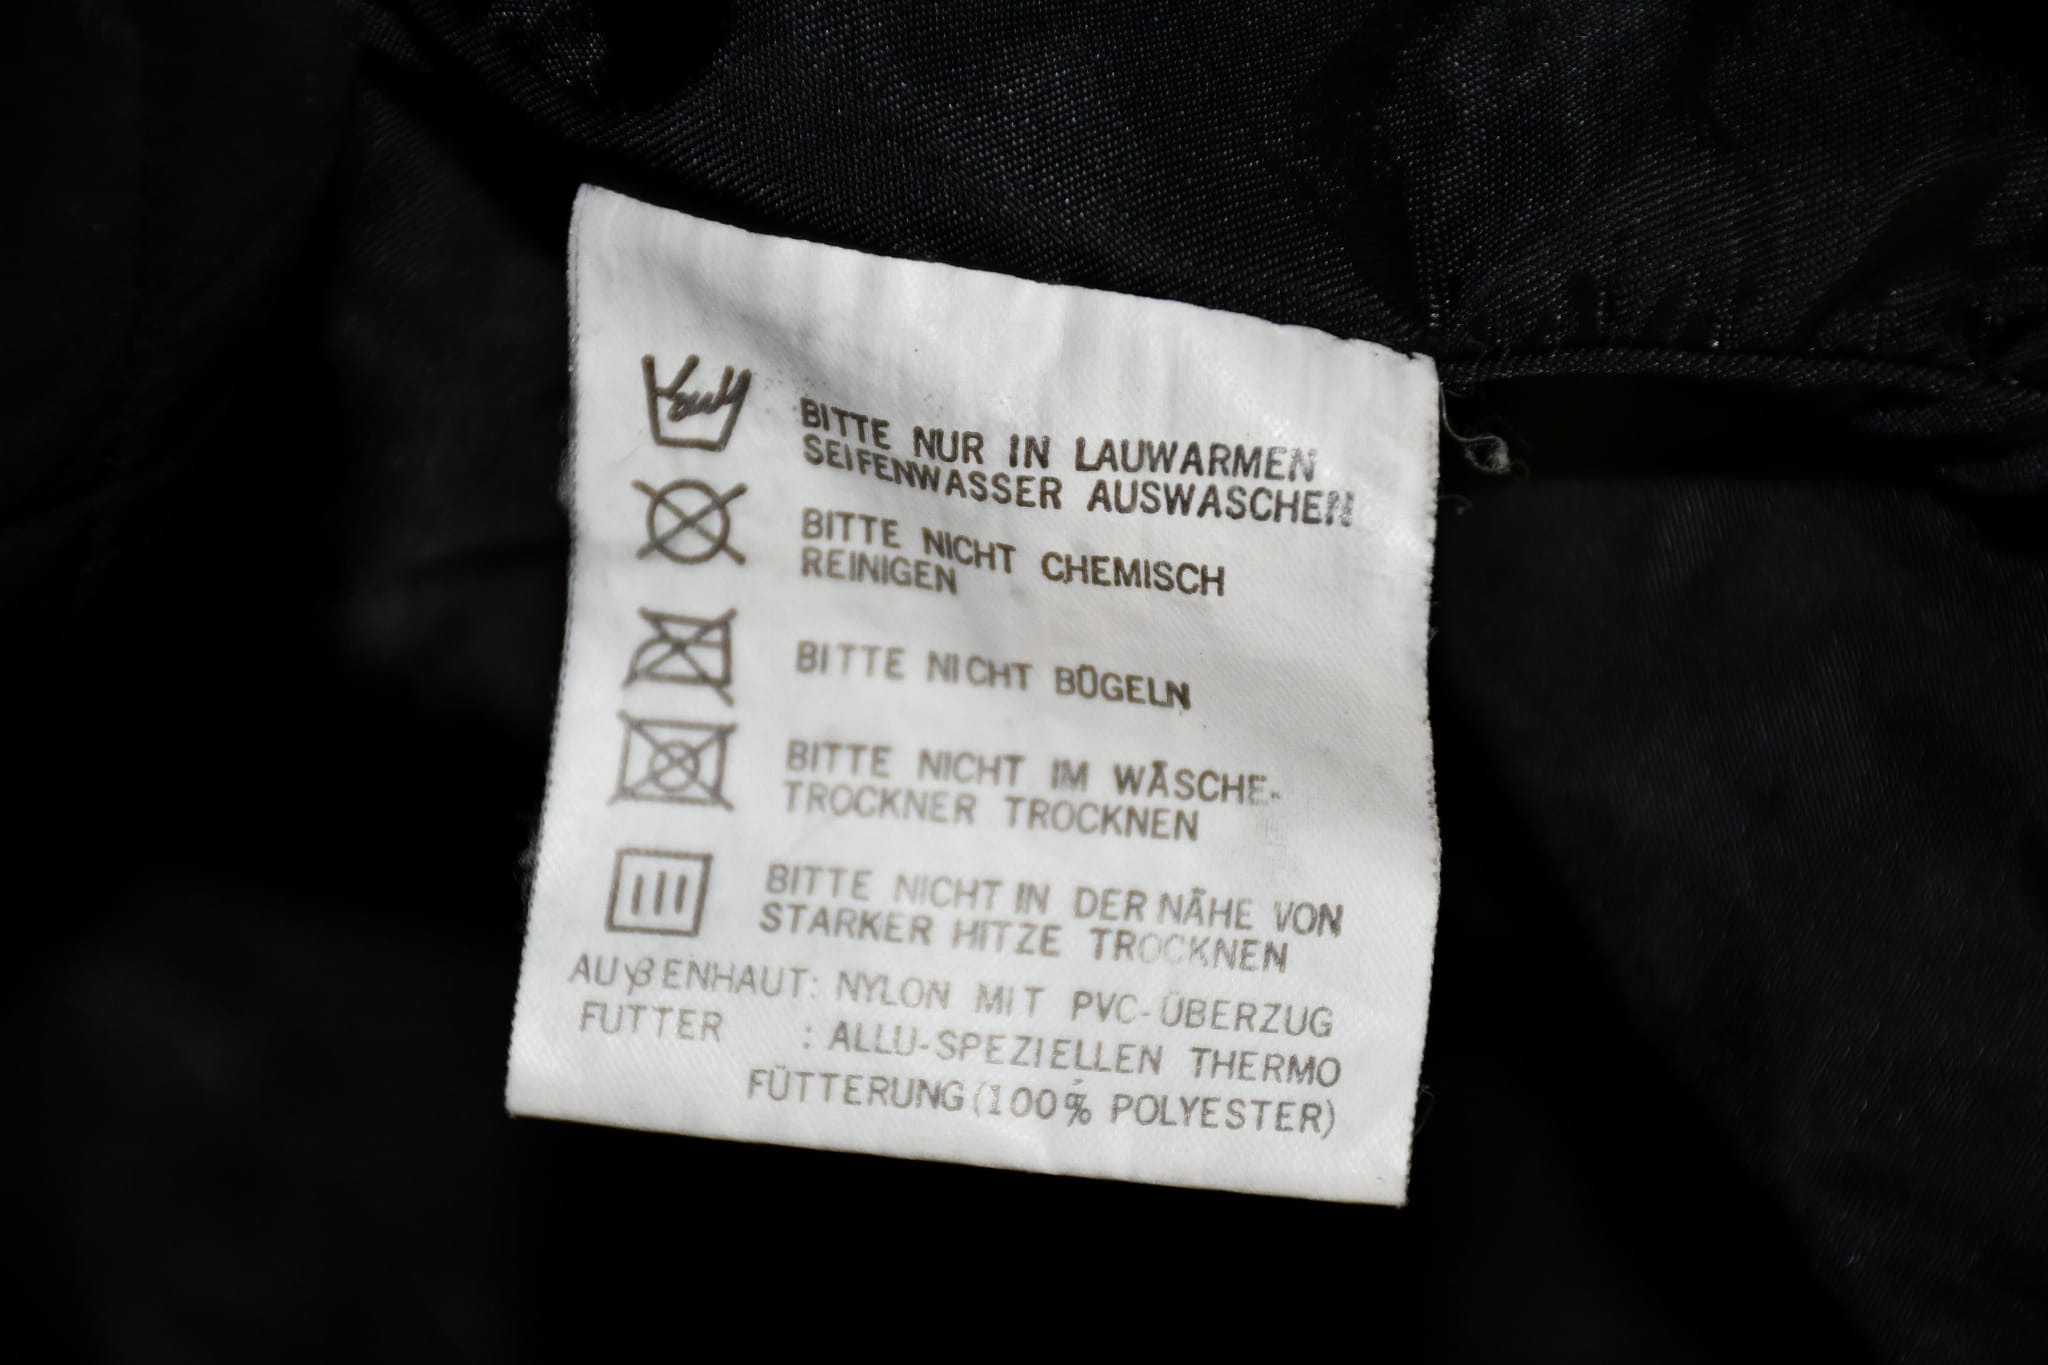 BITTE NUR IN LAUWARMEN
SEIFENWASSER AUSWASCHEN
BITTE NICHT CHEMISCH
REINIGEN
BITTE NICHT BÜGELN
BITTE NICHT IM WÄSCHE-
TROCKNER TROCKNEN
BITTE NICHT IN DER NÄHE VON
STARKER HITZE TROCKNEN
AUßENHAUT: NYLON MIT PVC-ÜBERZUG
FUTTER : ALLU-SPEZIELLEN THERMO
FÜTTERUNG (100% POLYESTER)